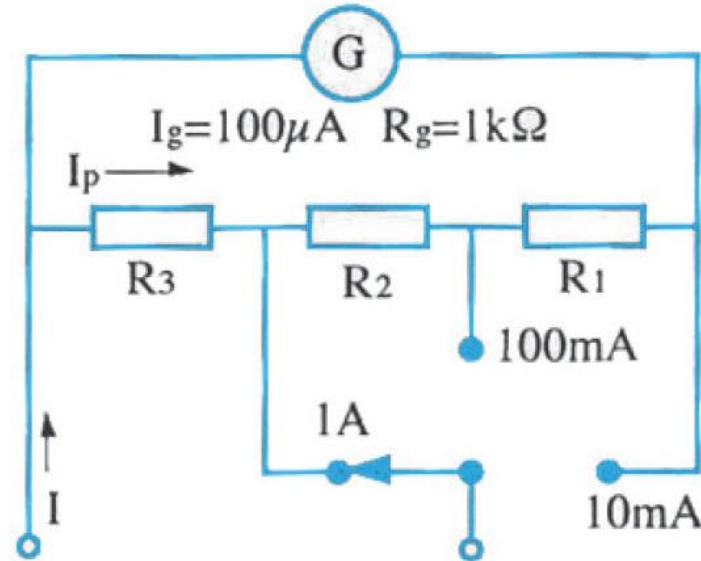 G
Ig=100μA Rg=1kΩ
Ip
R3 R2 R1
100mA
1A
I 10mA